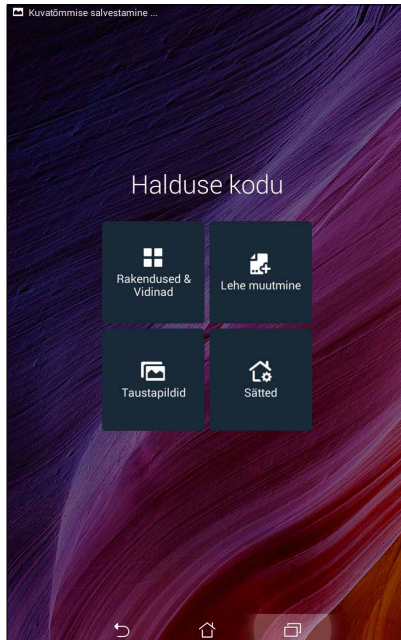 Kuvatõmmise salvestamine ...
Halduse kodu
Rakendused &
Vidinad
Lehe muutmine
Taustapildid
Sätted